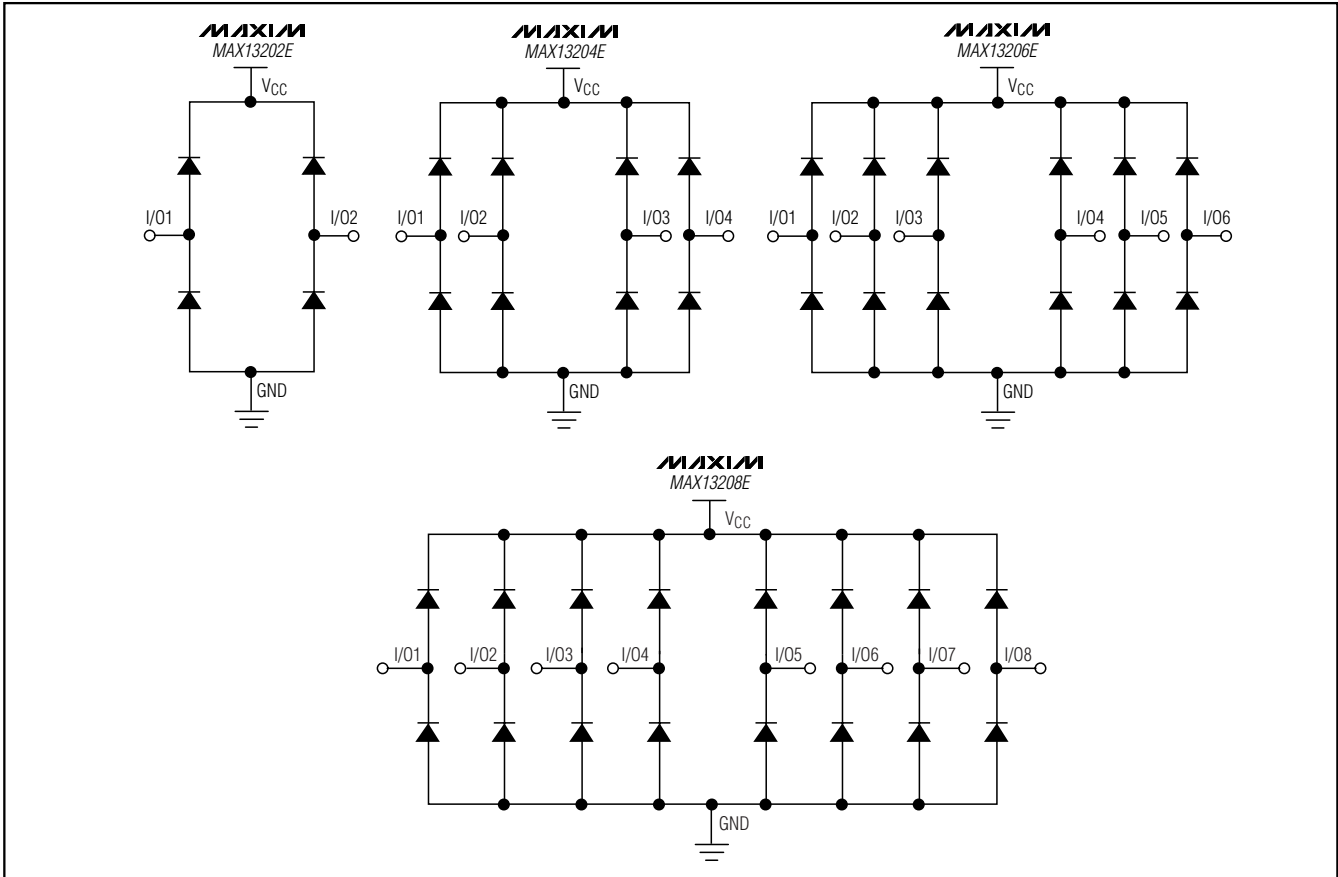 MAXIM
MAX13202E
VCC
I/O1
I/O2
GND
MAXIM
MAX13204E
VCC
I/O1
I/O2
I/O3
I/O4
GND
MAXIM
MAX13206E
VCC
I/O1
I/O2
I/O3
I/O4
I/O5
I/O6
GND
MAXIM
MAX13208E
VCC
I/O1
I/O2
I/O3
I/O4
I/O5
I/O6
I/O7
I/O8
GND